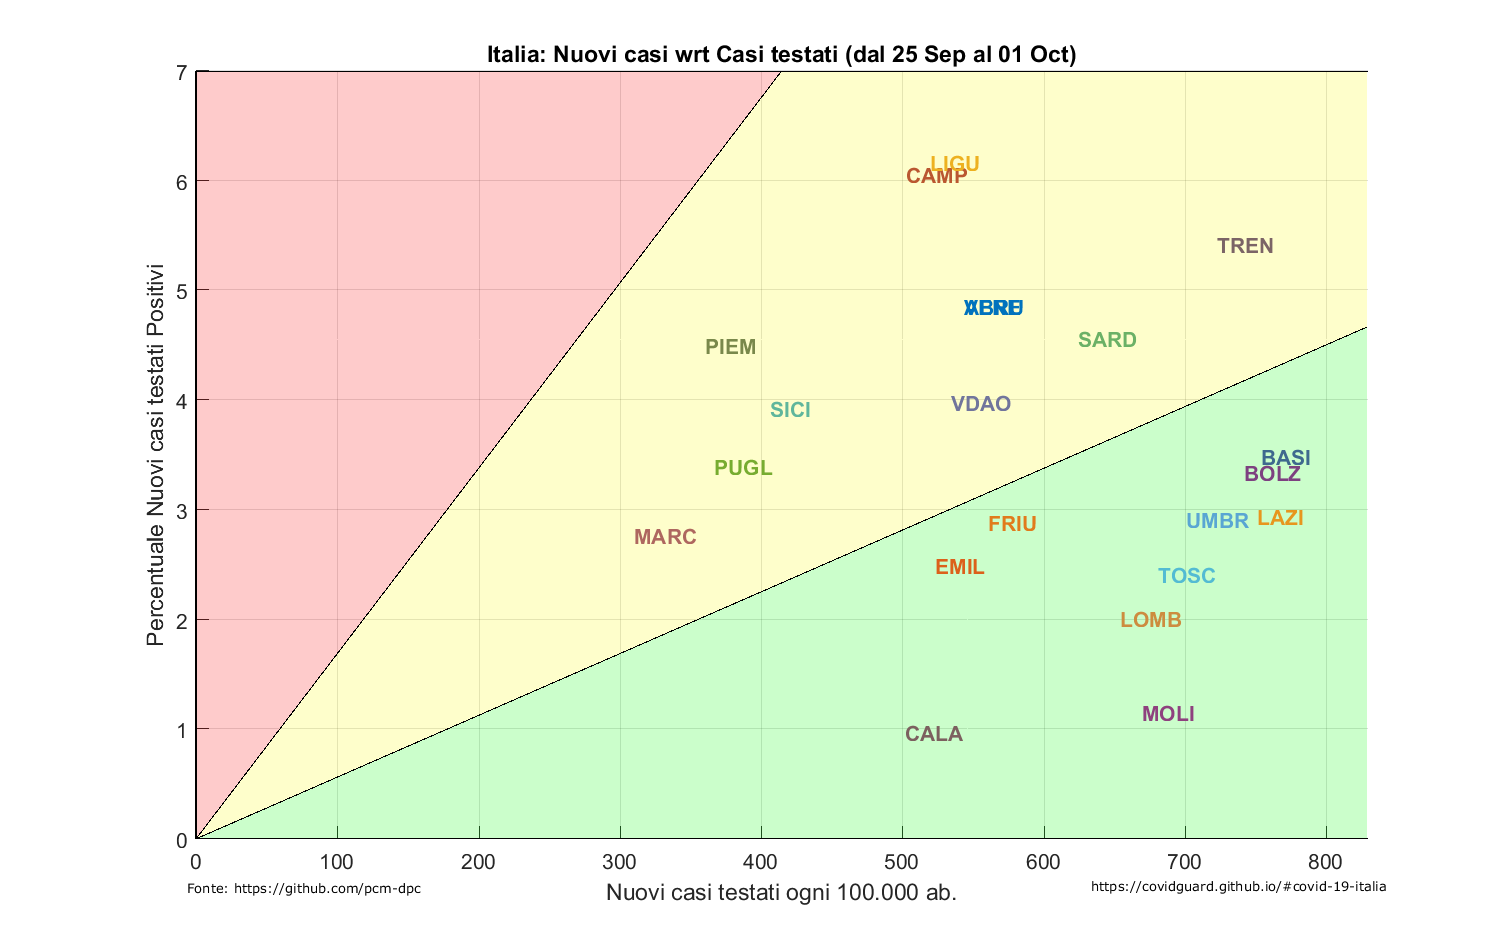 Italia: Nuovi casi wrt Casi testati (dal 25 Sep al 01 Oct)
7
6
5
4
3
2
1
0
Percentuale Nuovi casi testati Positivi
LIGU
CAMP
TREN
SARD
PIEM
VDAO
SICI
PUGL
BASI
BOLZ
MARC
FRIU
UMBR
LAZI
EMIL
TOSC
LOMB
MOLI
CALA
0 100 200 300 400 500 600 700 800
Nuovi casi testati ogni 100.000 ab.
Fonte: https://github.com/pcm-dpc
https://covidguard.github.io/#covid-19-italia